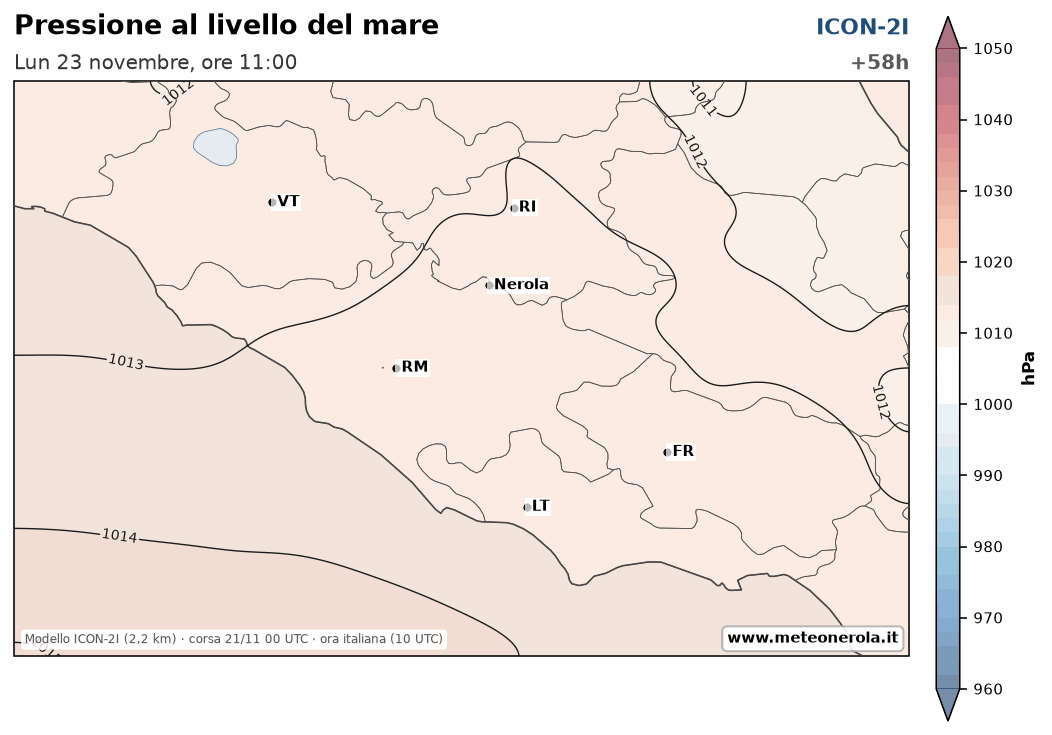 Pressione al livello del mare
ICON-2I
Lun 23 novembre, ore 11:00
+58h
1012
1011
1012
VT
RI
Nerola
1013
RM
1012
FR
LT
1014
Modello ICON-2I (2,2 km) · corsa 21/11 00 UTC · ora italiana (10 UTC)
www.meteonerola.it
1050
1040
1030
1020
1010
1000
990
980
970
960
hPa